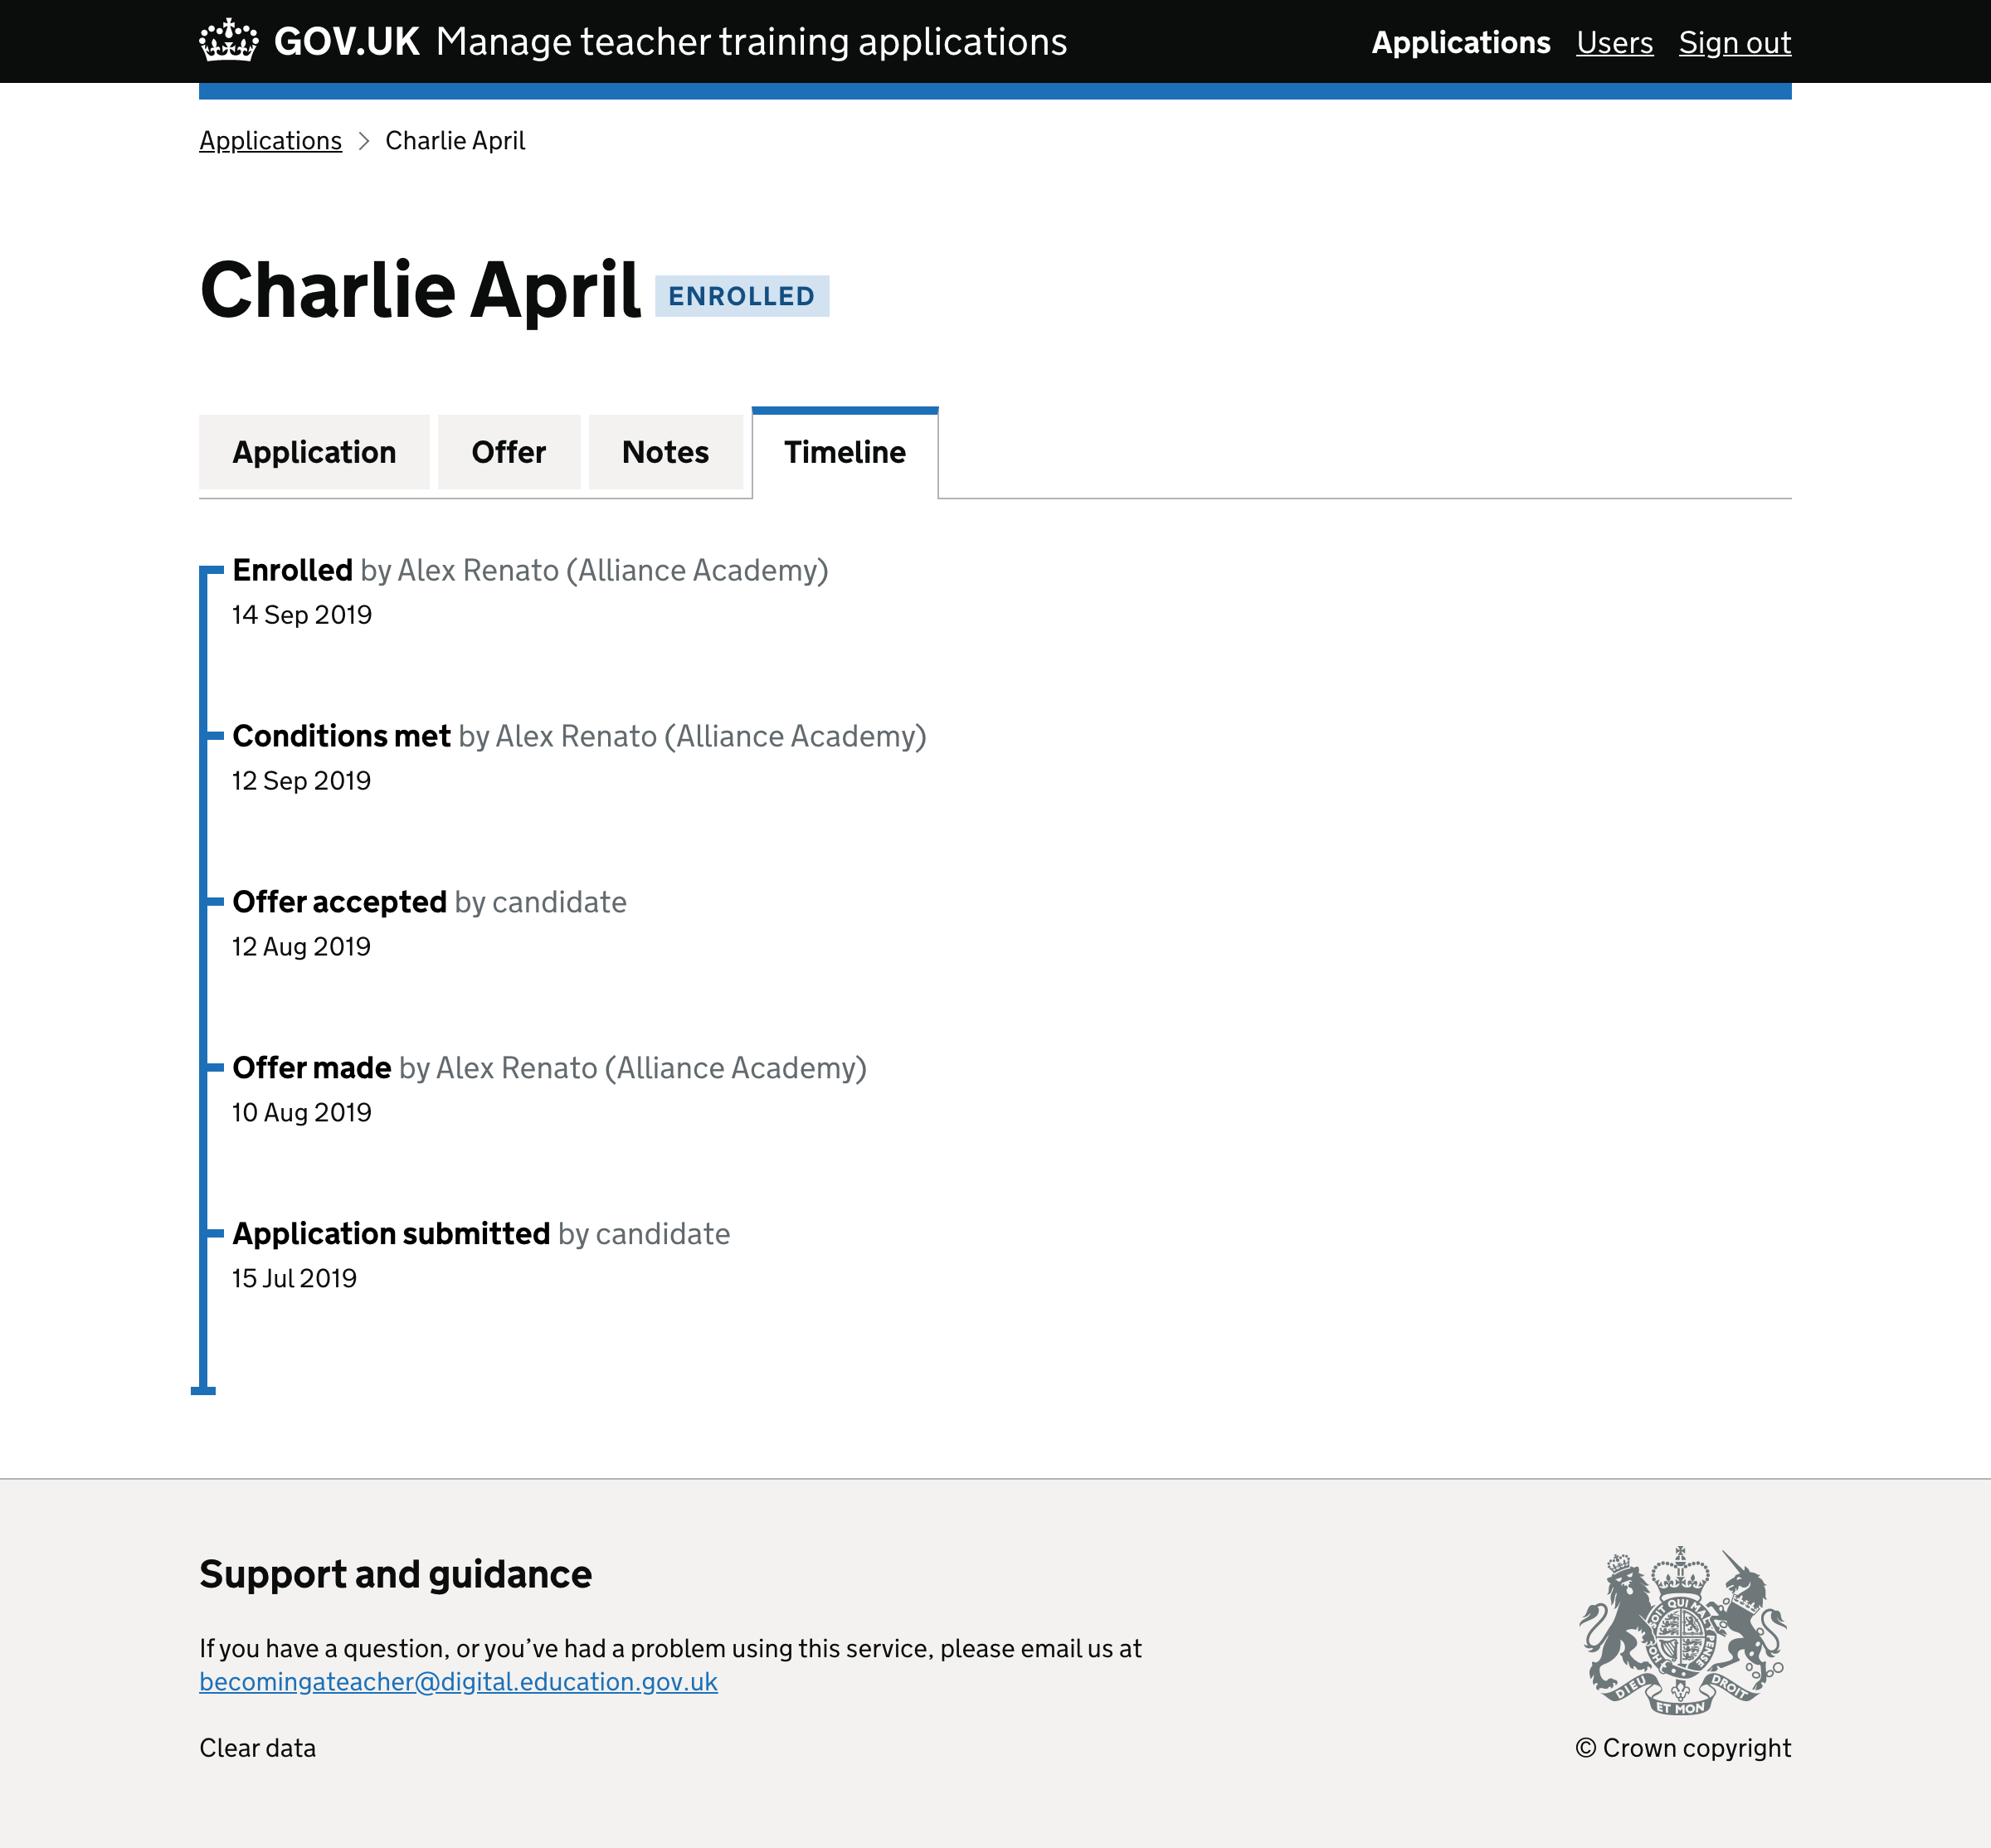 GOV.UK Manage teacher training applications
Applications Users Sign out
Applications Charlie April
Charlie April ENROLLED
Application Offer Notes Timeline
Enrolled by Alex Renato (Alliance Academy)
14 Sep 2019
Conditions met by Alex Renato (Alliance Academy)
12 Sep 2019
Offer accepted by candidate
12 Aug 2019
Offer made by Alex Renato (Alliance Academy)
10 Aug 2019
Application submitted by candidate
15 Jul 2019
Support and guidance
If you have a question, or you’ve had a problem using this service, please email us at
becomingateacher@digital.education.gov.uk
Clear data
SOIT QUI MAL
PENSE
HO
DIEU
ET MON
DROIT
© Crown copyright